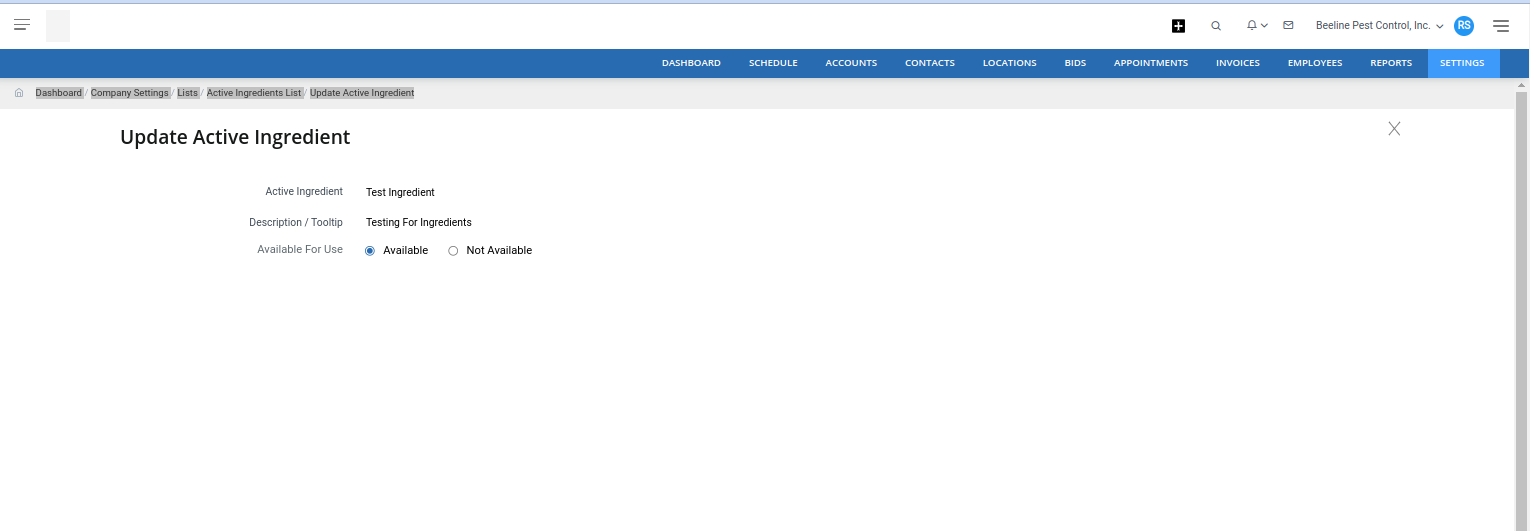 Beeline Pest Control, Inc. RS
DASHBOARD SCHEDULE ACCOUNTS CONTACTS LOCATIONS BIDS APPOINTMENTS INVOICES EMPLOYEES REPORTS SETTINGS
Dashboard / Company Settings / Lists / Active Ingredients List / Update Active Ingredient
Update Active Ingredient
Active Ingredient Test Ingredient
Description / Tooltip Testing For Ingredients
Available For Use Available Not Available